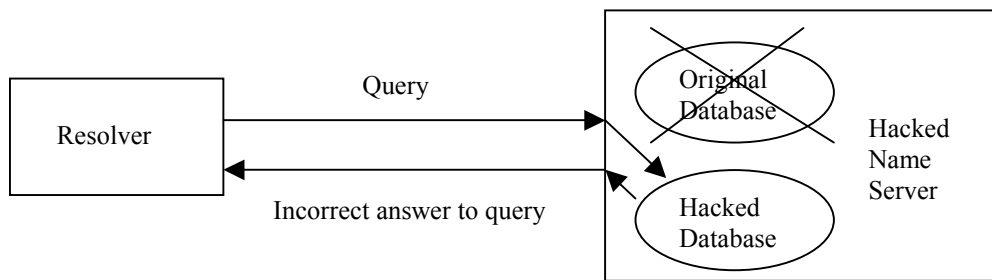 Query
Resolver
Incorrect answer to query
Original
Database
Hacked
Database
Hacked
Name
Server